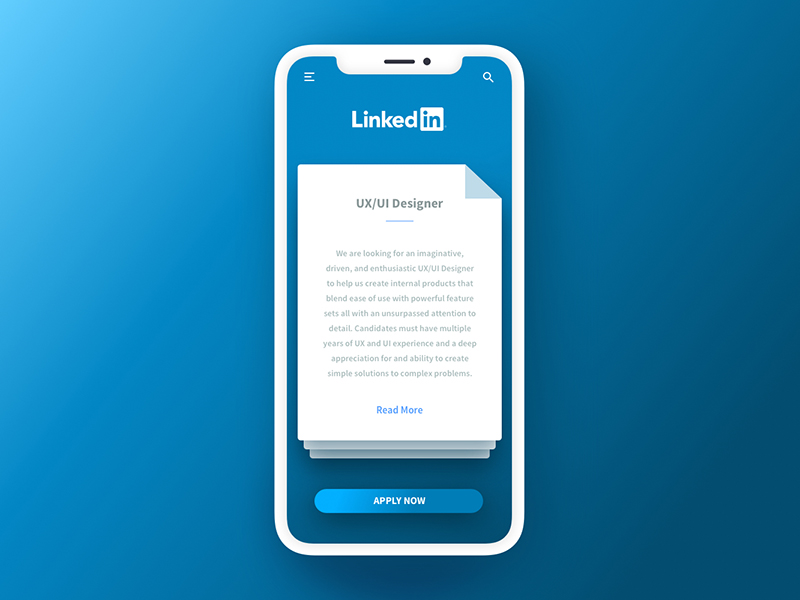 Linked in
UX/UI Designer
We are looking for an imaginative,
driven, and enthusiastic UX/UI Designer
to help us create internal products that
blend ease of use with powerful feature
sets all with an unsurpassed attention to
detail. Candidates must have multiple
years of UX and UI experience and a deep
appreciation for and ability to create
simple solutions to complex problems.
Read More
APPLY NOW